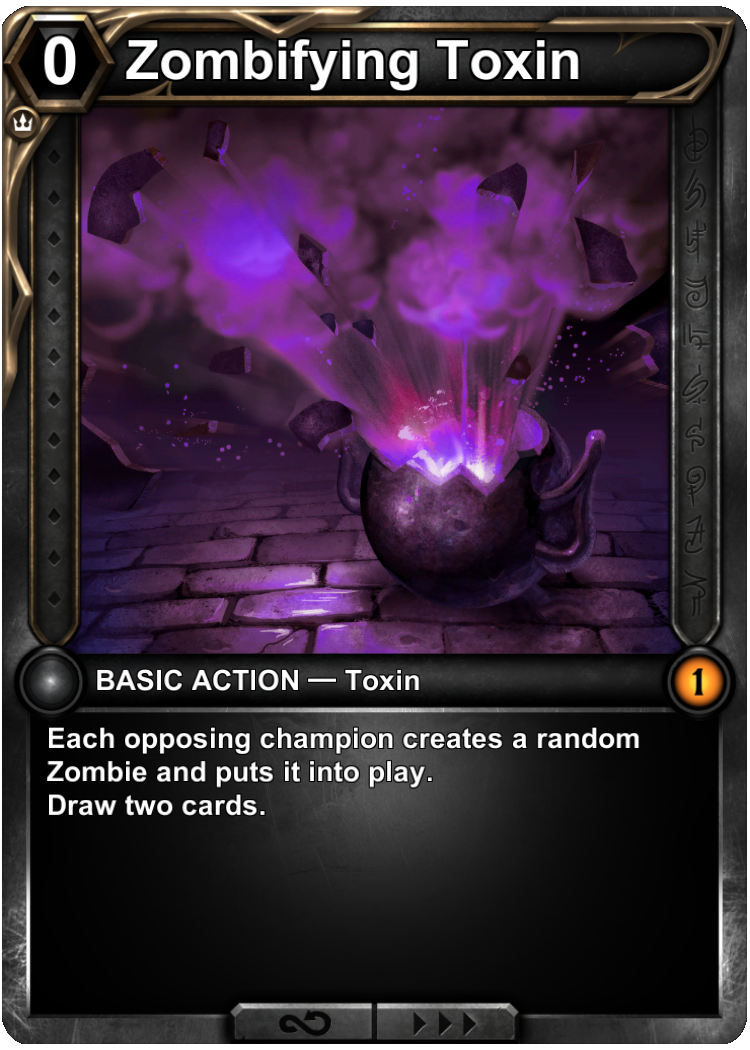 0
Zombifying Toxin
BASIC ACTION — Toxin
1
Each opposing champion creates a random
Zombie and puts it into play.
Draw two cards.